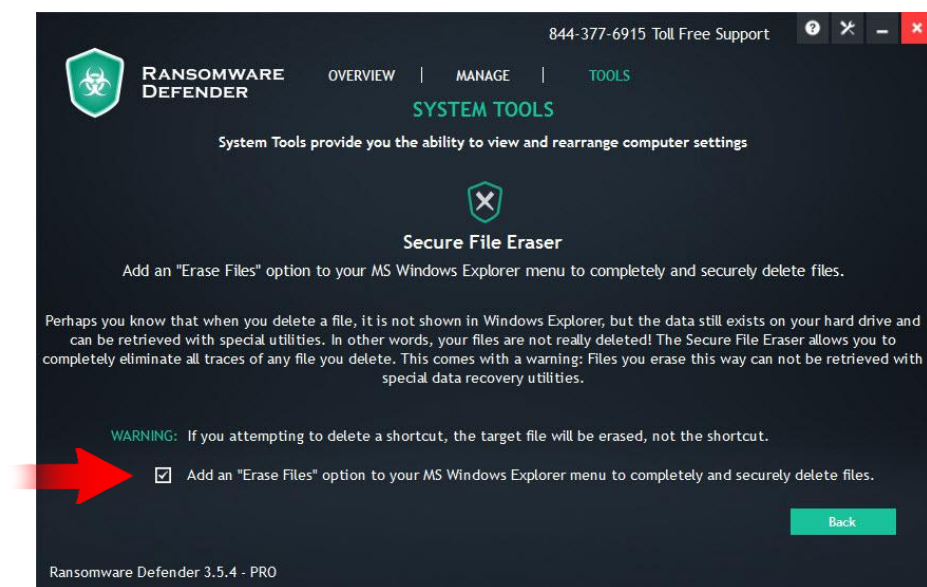 844-377-6915 Toll Free Support
RANSOMWARE
DEFENDER
OVERVIEW | MANAGE | TOOLS
SYSTEM TOOLS
System Tools provide you the ability to view and rearrange computer settings
Secure File Eraser
Add an "Erase Files" option to your MS Windows Explorer menu to completely and securely delete files.
Perhaps you know that when you delete a file, it is not shown in Windows Explorer, but the data still exists on your hard drive and
can be retrieved with special utilities. In other words, your files are not really deleted! The Secure File Eraser allows you to
completely eliminate all traces of any file you delete. This comes with a warning: Files you erase this way can not be retrieved with
special data recovery utilities.
WARNING: If you attempting to delete a shortcut, the target file will be erased, not the shortcut.
Add an "Erase Files" option to your MS Windows Explorer menu to completely and securely delete files.
Back
Ransomware Defender 3.5.4 - PRO